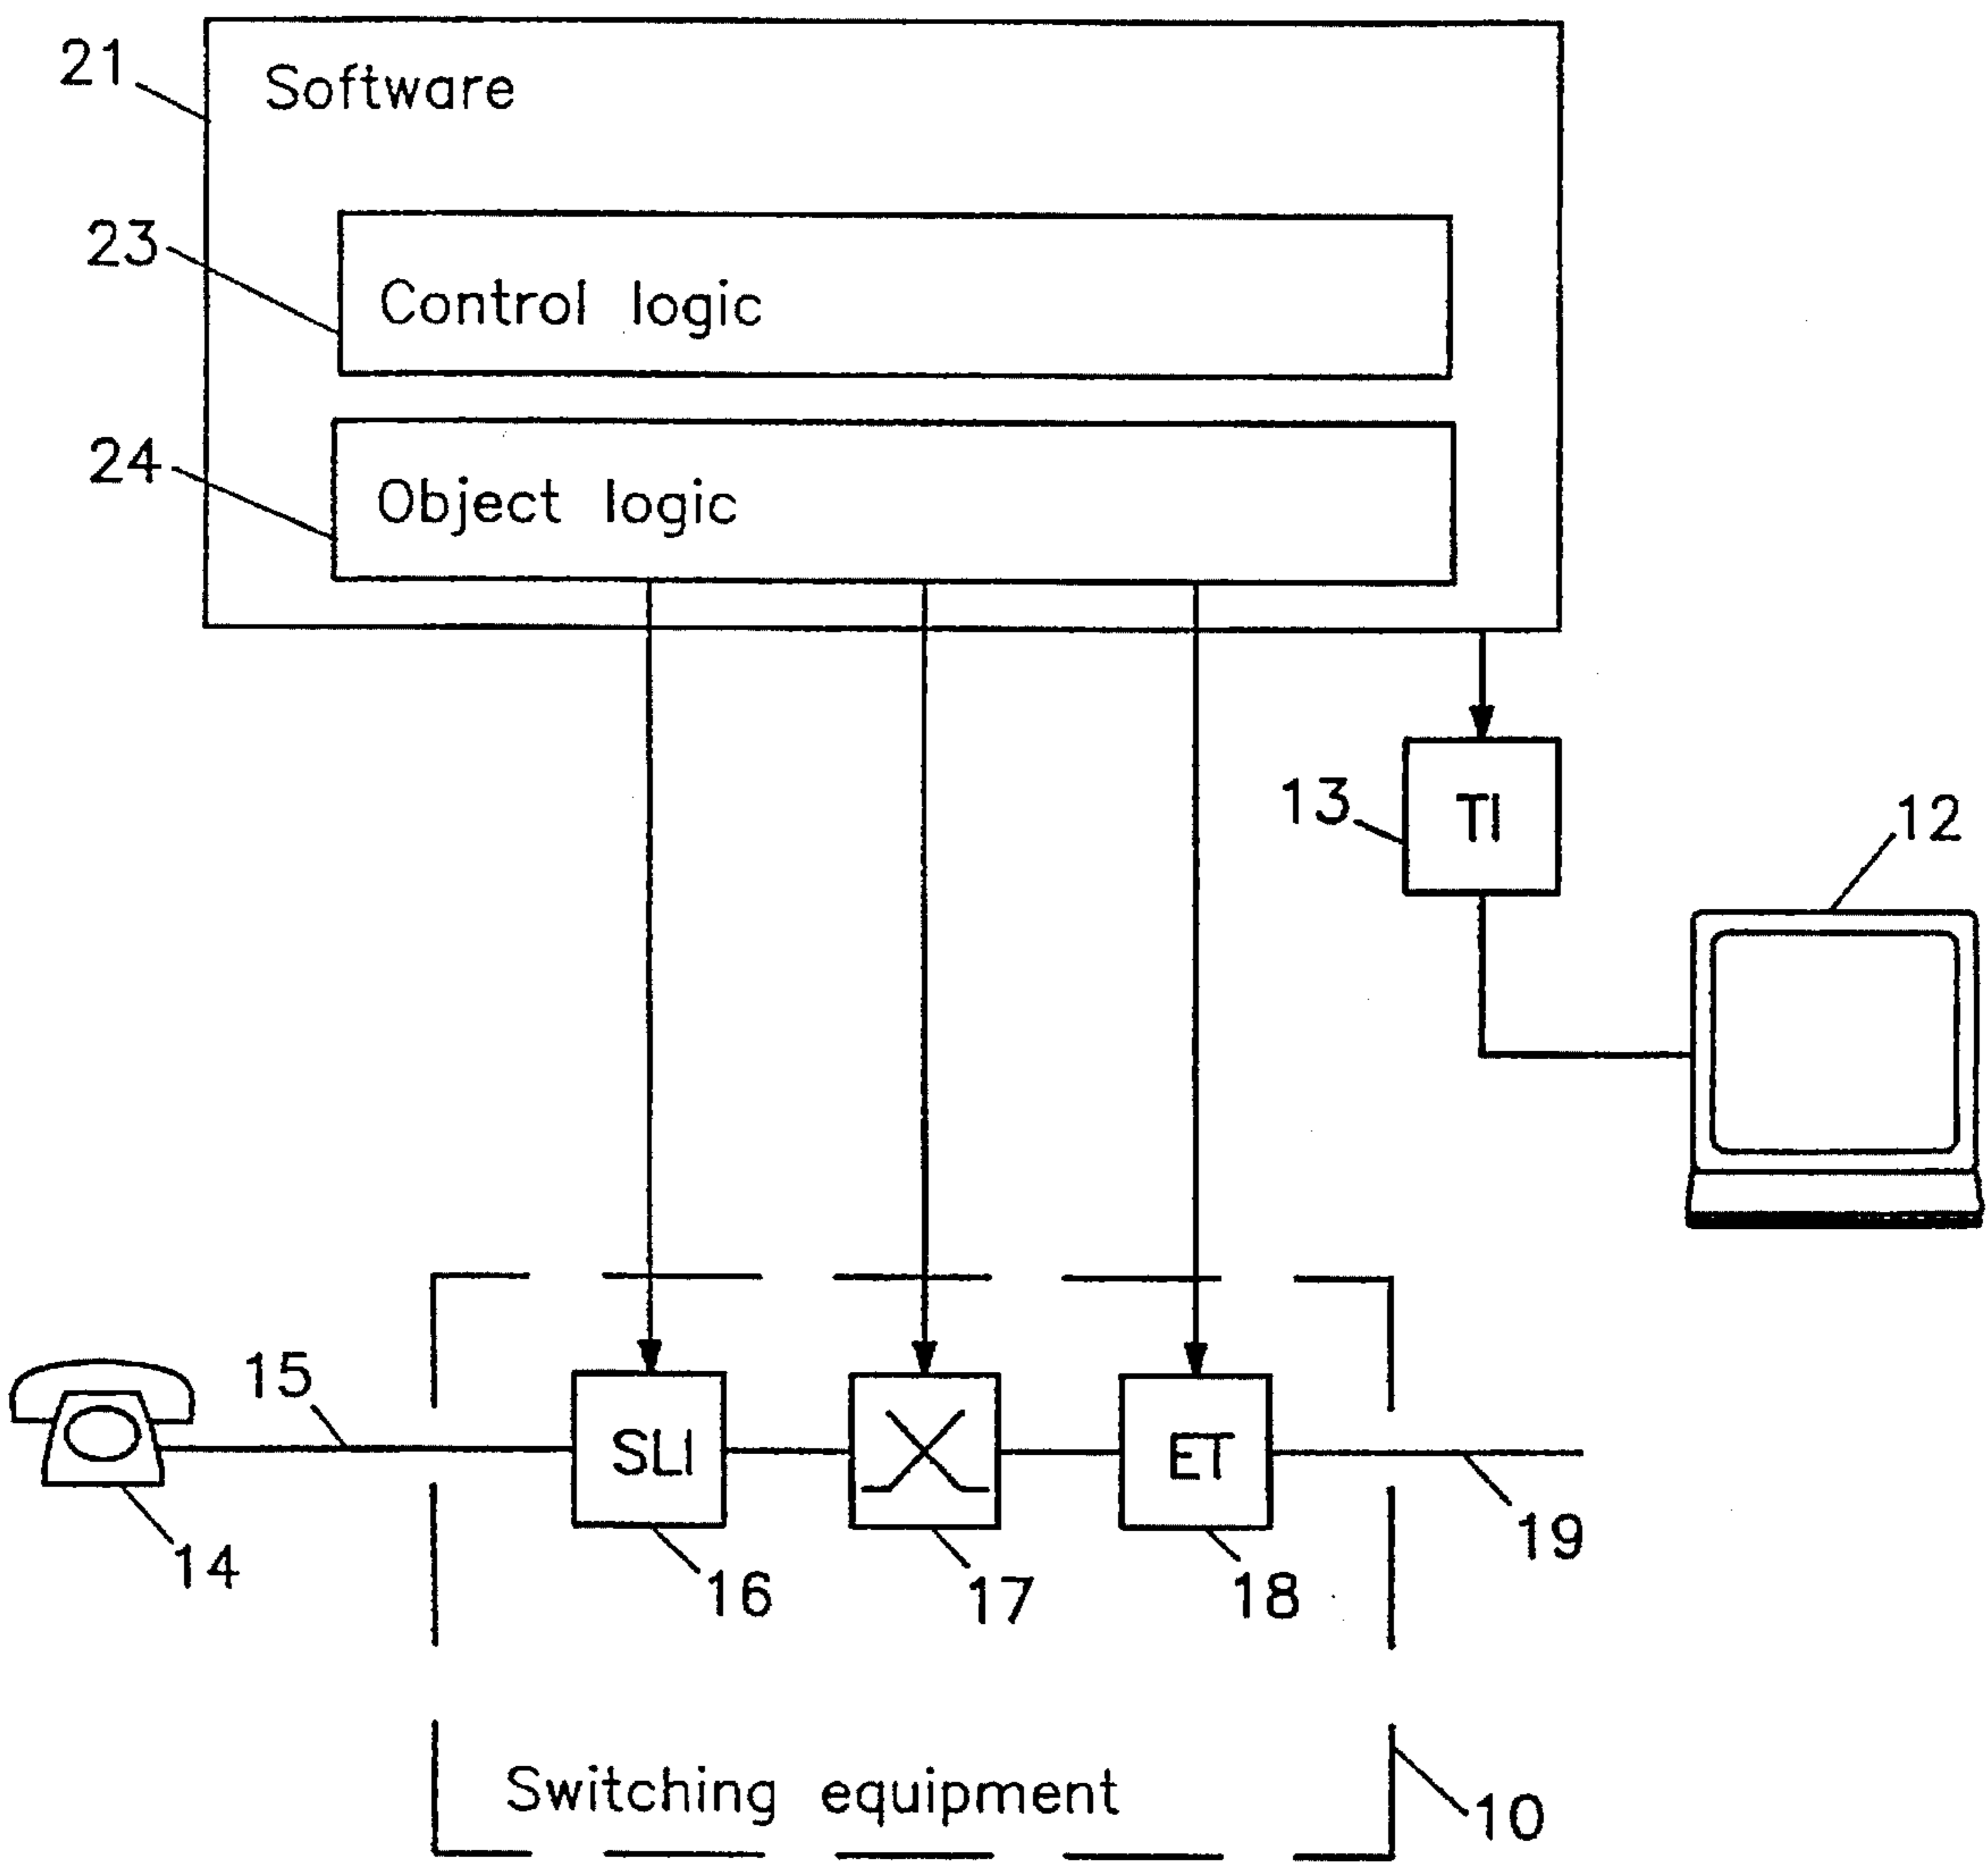 21
Software
23
Control logic
24
Object logic
13
TI
12
15
SLI
ET
14
16
17
18
19
Switching equipment
10